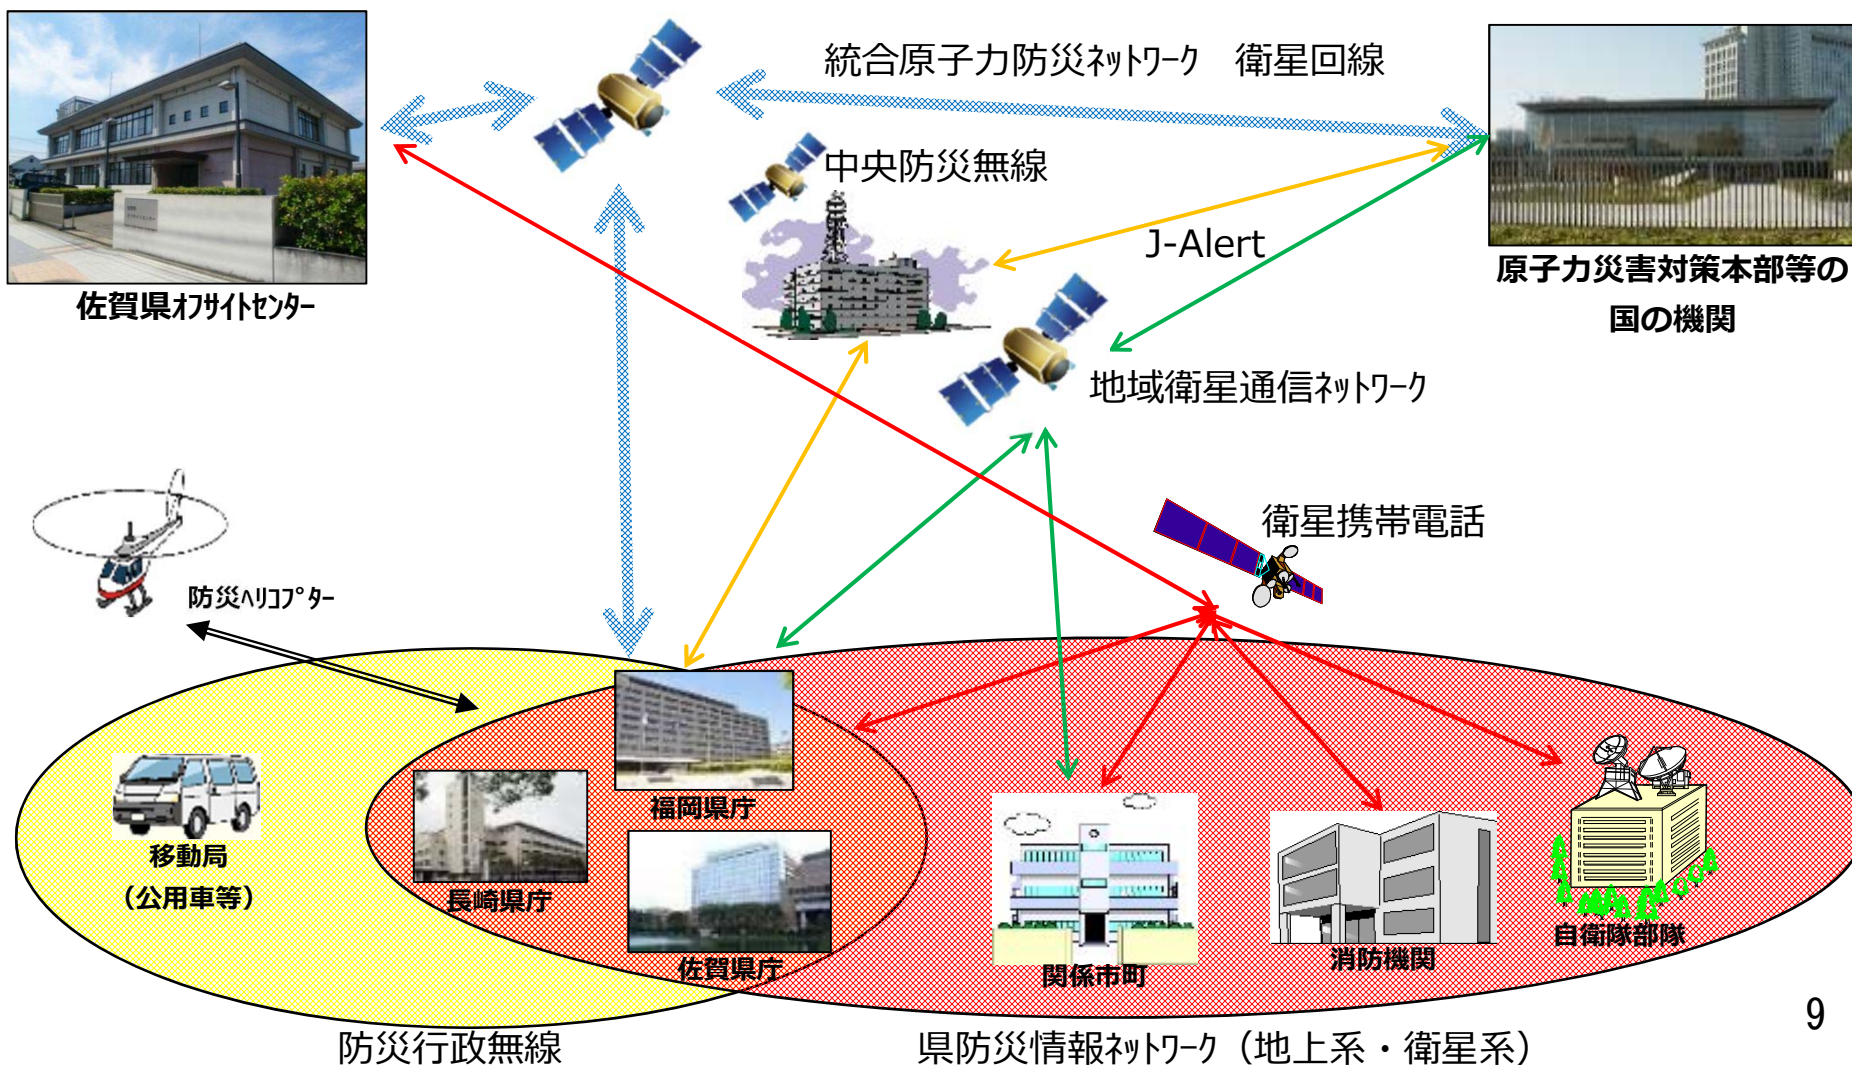 統合原子力防災ﾈｯﾄﾜｰｸ　衛星回線
中央防災無線
J-Alert
佐賀県ｵﾌｻｲﾄｾﾝﾀｰ
原子力災害対策本部等の
国の機関
地域衛星通信ﾈｯﾄﾜｰｸ
衛星携帯電話
防災ﾍﾘｺﾌﾟﾀｰ
移動局
（公用車等）
福岡県庁
長崎県庁
佐賀県庁
関係市町
消防機関
自衛隊部隊
防災行政無線
県防災情報ﾈｯﾄﾜｰｸ（地上系・衛星系）
9